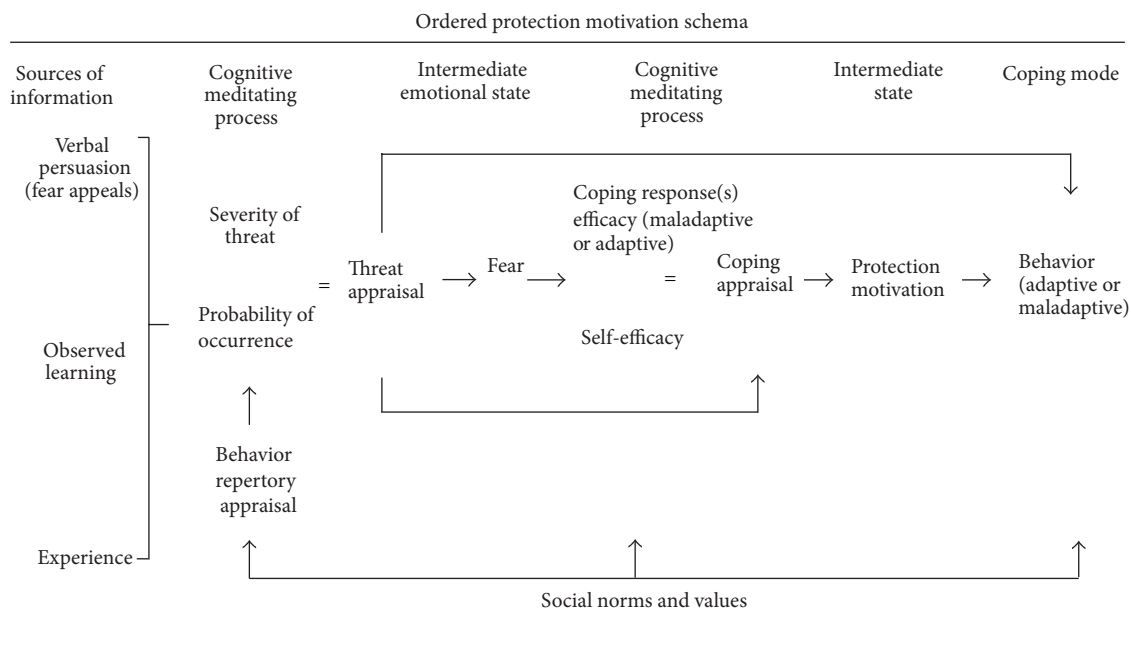 Ordered protection motivation schema
Sources of
information
Cognitive
meditating
process
Intermediate
emotional state
Cognitive
meditating
process
Intermediate
state
Coping mode
Verbal
persuasion
(fear appeals)
Observed
learning
Experience
Severity of
threat
Probability of
occurrence
Behavior
repertory
appraisal
=
Threat
appraisal
Fear
Coping response(s)
efficacy (maladaptive
or adaptive)
Self-efficacy
=
Coping
appraisal
Protection
motivation
Behavior
(adaptive or
maladaptive)
Social norms and values